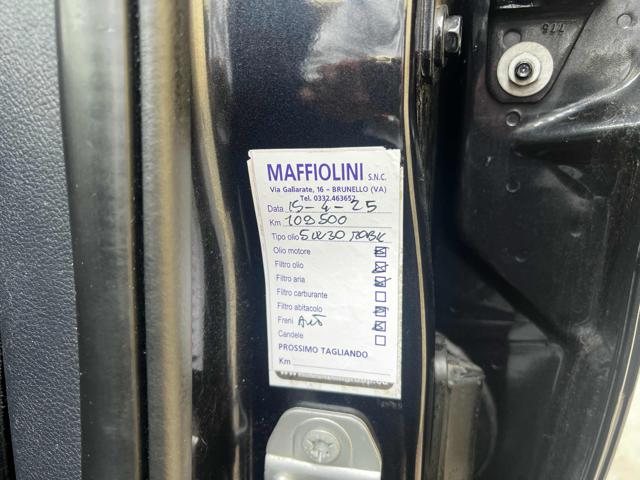 775
MAFFIOLINI S.N.C.
Via Gallarate, 16 – BRUNELLO (VA)
Tel. 0332.463652
Data 15-4-25
Km 109500
Tipo olio 5W30
Olio motore
Filtro olio
Filtro aria
Filtro carburante
Filtro abitacolo
Freni Ant
Candele
PROSSIMO TAGLIANDO
Km